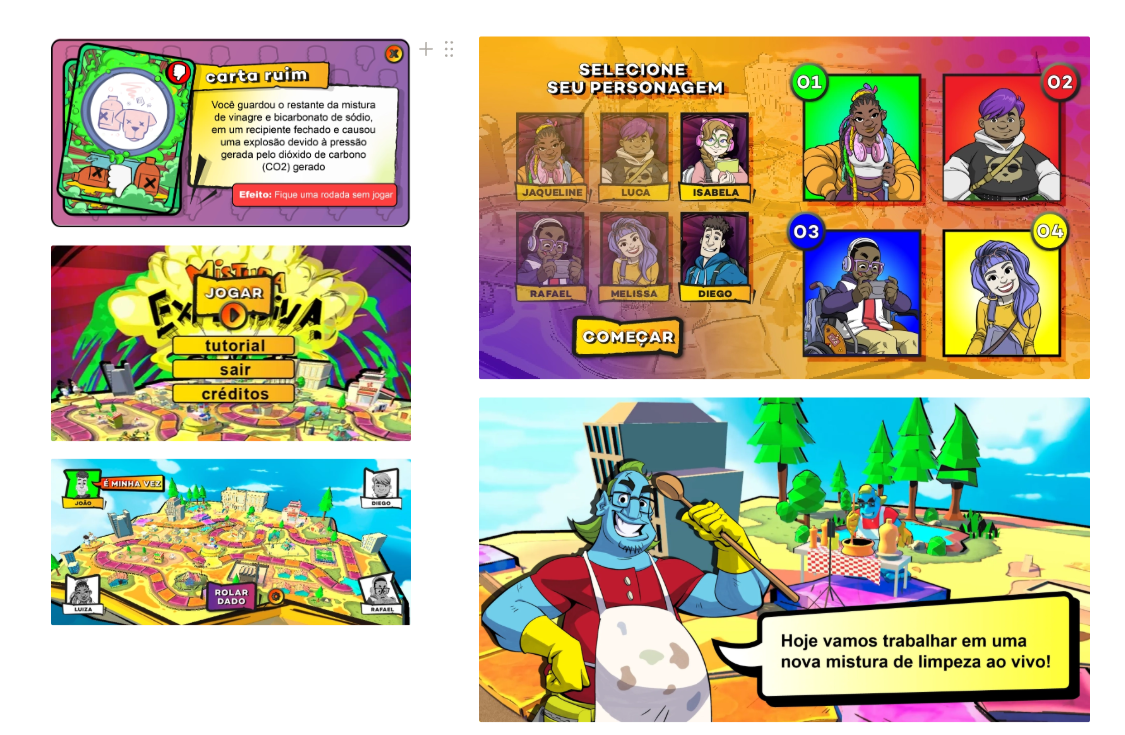 carta ruim
Você guardou o restante da mistura
de vinagre e bicarbonato de sódio,
em um recipiente fechado e causou
uma explosão devido à pressão
gerada pelo dióxido de carbono
(CO2) gerado
Efeito: Fique uma rodada sem jogar
MISTURA
EXPLOSIVA
JOGAR
tutorial
sair
créditos
É MINHA VEZ
JOÃO
DIEGO
LUIZA
ROLAR
DADO
RAFAEL
SELECIONE
SEU PERSONAGEM
JAQUELINE
LUCA
ISABELA
RAFAEL
MELISSA
DIEGO
COMEÇAR
01
02
03
04
Hoje vamos trabalhar em uma
nova mistura de limpeza ao vivo!